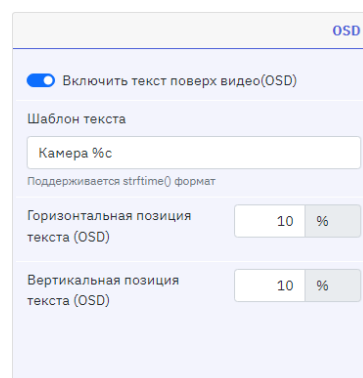 OSD
Включить текст поверх видео(OSD)
Шаблон текста
Камера %c
Поддерживается strftime() формат
Горизонтальная позиция
текста (OSD)
10 %
Вертикальная позиция
текста (OSD)
10 %